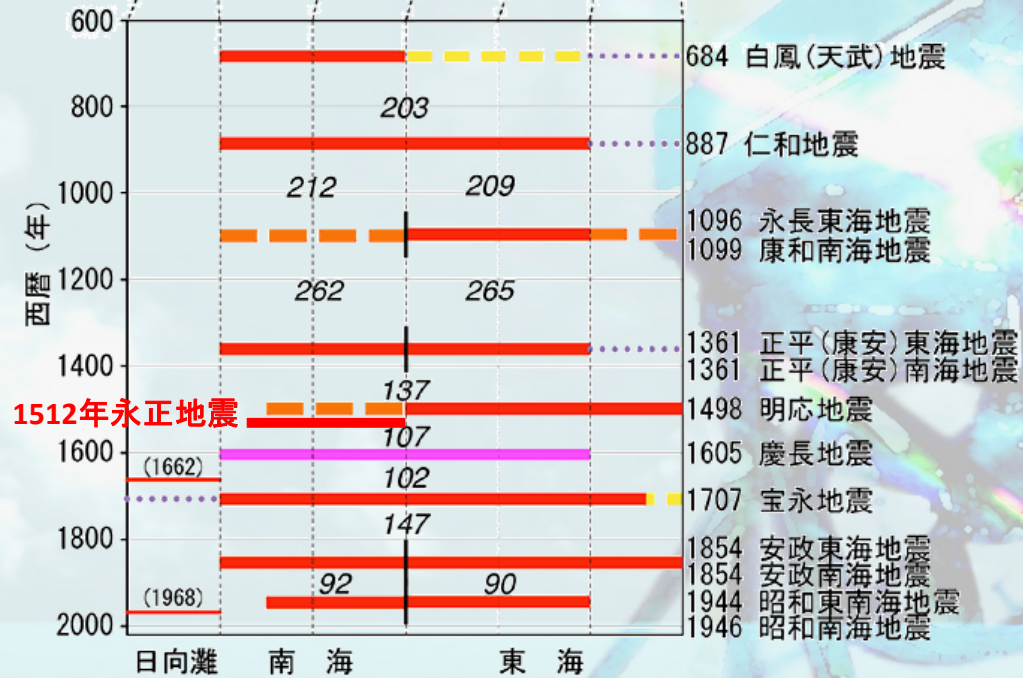 600
684 白鳳(天武)地震
800
203
887 仁和地震
1000
212
209
1096 永長東海地震
1099 康和南海地震
西暦(年)
1200
262
265
1361 正平(康安)東海地震
1361 正平(康安)南海地震
1400
137
1512年永正地震
1498 明応地震
107
1600
1605 慶長地震
(1662)
102
1707 宝永地震
147
1800
1854 安政東海地震
1854 安政南海地震
92
90
(1968)
1944 昭和東南海地震
1946 昭和南海地震
2000
日向灘 南 海 東 海